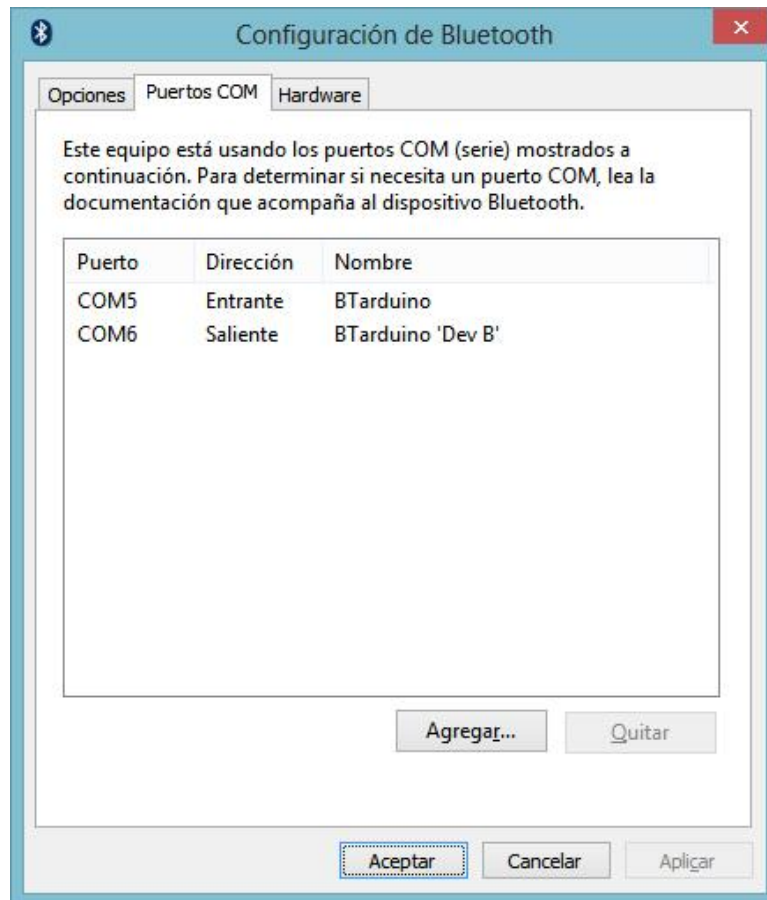 Configuración de Bluetooth
Opciones Puertos COM Hardware
Este equipo está usando los puertos COM (serie) mostrados a
continuación. Para determinar si necesita un puerto COM, lea la
documentación que acompaña al dispositivo Bluetooth.
Puerto Dirección Nombre
COM5 Entrante BTarduino
COM6 Saliente BTarduino 'Dev B'
Agregar... Quitar
Aceptar Cancelar Aplicar